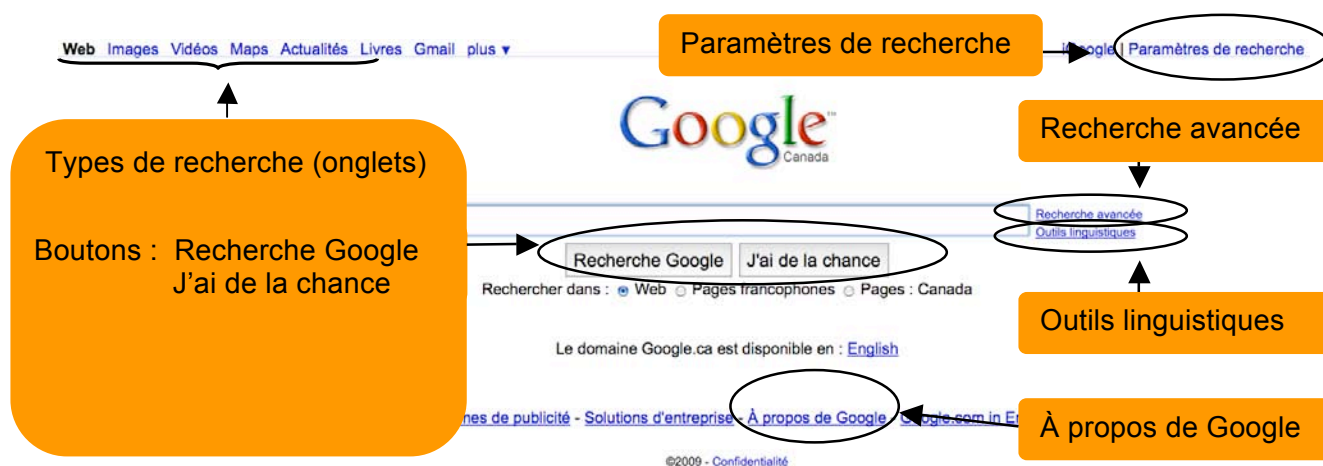 Web Images Vidéos Maps Actualités Livres Gmail plus ▼
Paramètres de recherche
| Paramètres de recherche
Google™
Canada
Types de recherche (onglets)
Boutons : Recherche Google
J'ai de la chance
Recherche avancée
Recherche avancée
Outils linguistiques
Recherche Google J'ai de la chance
Rechercher dans : Web Pages francophones Pages : Canada
Outils linguistiques
Le domaine Google.ca est disponible en : English
de publicité - Solutions d'entreprise - À propos de Google - Google.com in
À propos de Google
©2009 - Confidentialité